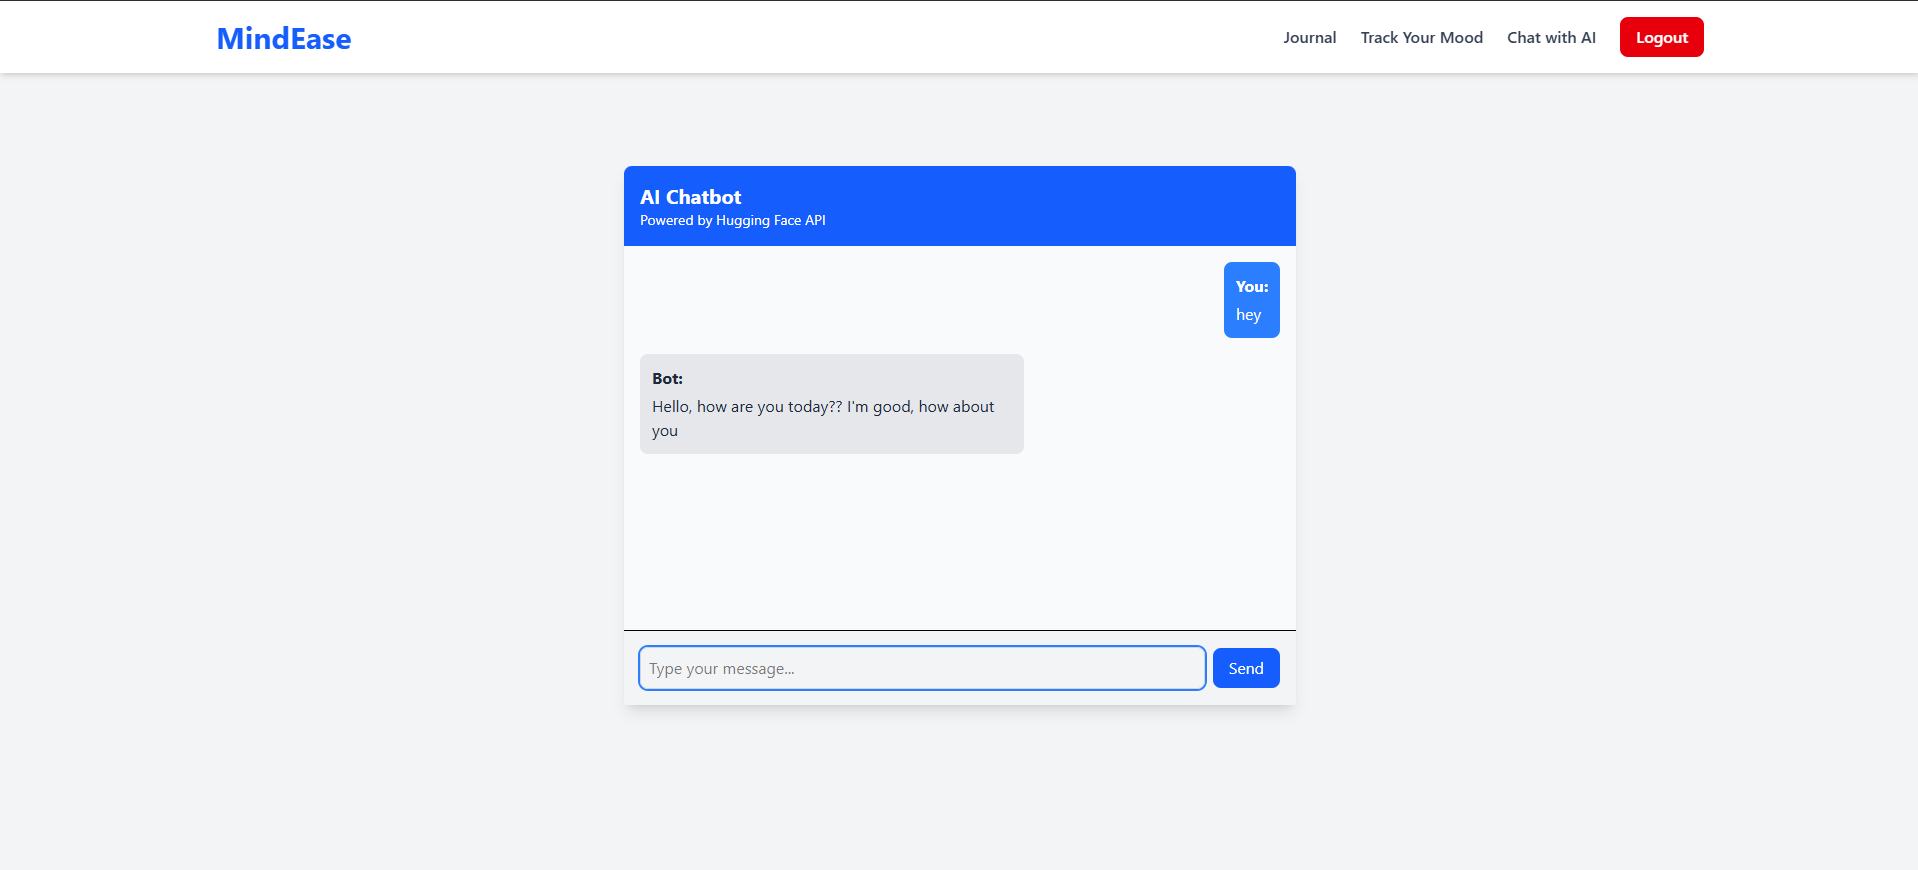 MindEase
Journal
Track Your Mood
Chat with AI
Logout
AI Chatbot
Powered by Hugging Face API
You:
hey
Bot:
Hello, how are you today?? I'm good, how about
you
Type your message...
Send